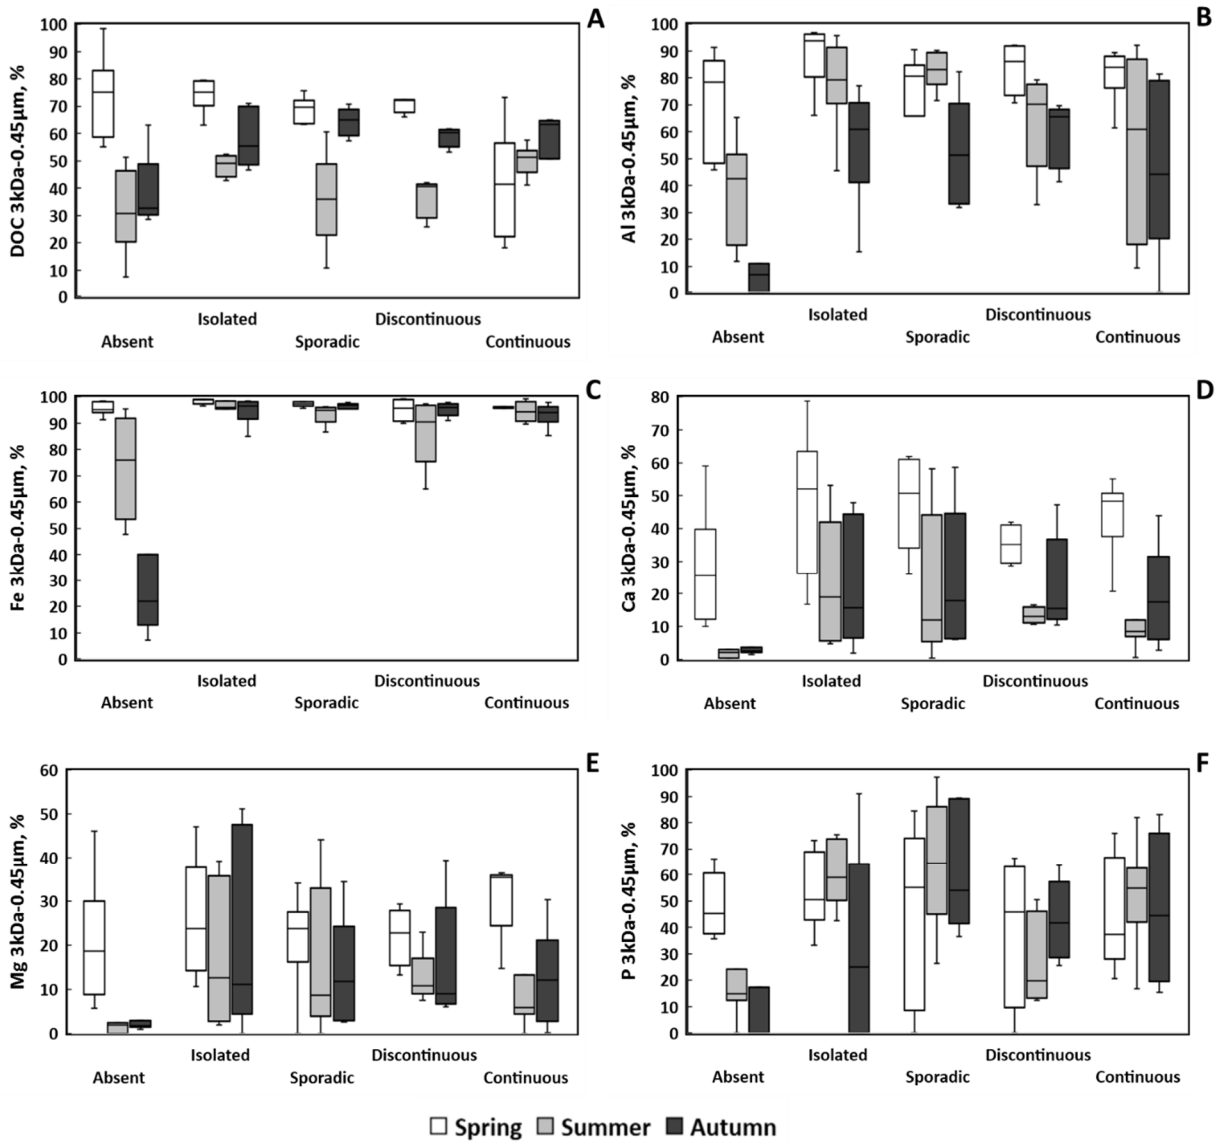 A
DOC 3kDa-0.45µm, %
100
90
80
70
60
50
40
30
20
10
0
Isolated Discontinuous
Absent Sporadic Continuous
B
Al 3kDa-0.45µm, %
100
90
80
70
60
50
40
30
20
10
0
Isolated Discontinuous
Absent Sporadic Continuous
C
Fe 3kDa-0.45µm, %
100
90
80
70
60
50
40
30
20
10
0
Isolated Discontinuous
Absent Sporadic Continuous
D
Ca 3kDa-0.45µm, %
80
70
60
50
40
30
20
10
0
Isolated Discontinuous
Absent Sporadic Continuous
E
Mg 3kDa-0.45µm, %
60
50
40
30
20
10
0
Isolated Discontinuous
Absent Sporadic Continuous
F
P 3kDa-0.45µm, %
100
90
80
70
60
50
40
30
20
10
0
Isolated Discontinuous
Absent Sporadic Continuous
Spring Summer Autumn